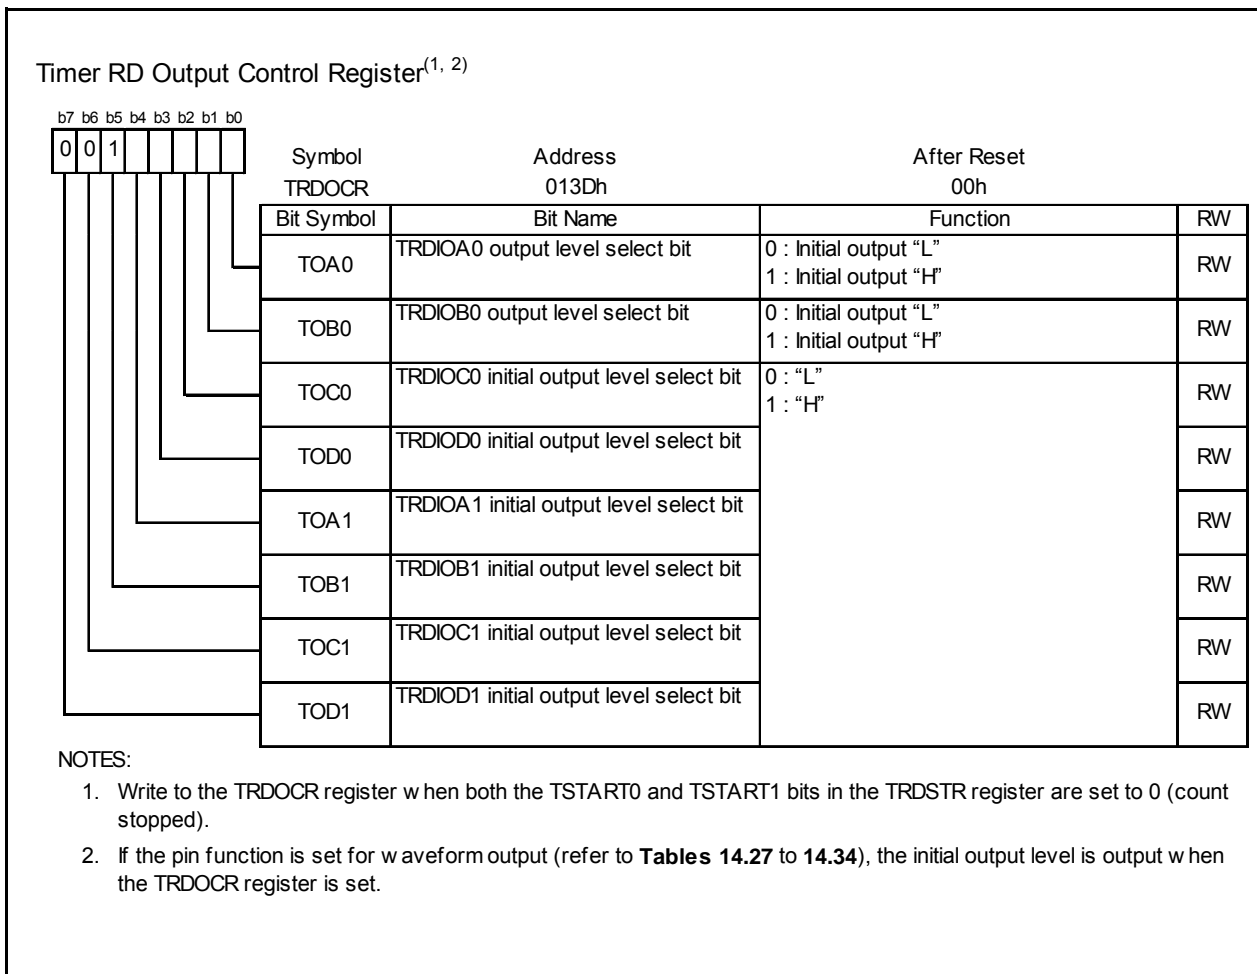 Timer RD Output Control Register(1, 2)
b7 b6 b5 b4 b3 b2 b1 b0
0 0 1
Symbol Address After Reset
TRDOCR 013Dh 00h
Bit Symbol Bit Name Function RW
TOA0 TRDIOA0 output level select bit 0 : Initial output “L” RW
1 : Initial output “H”
TOB0 TRDIOB0 output level select bit 0 : Initial output “L” RW
1 : Initial output “H”
TOC0 TRDIOC0 initial output level select bit 0 : “L” RW
1 : “H”
TOD0 TRDIOD0 initial output level select bit RW
TOA1 TRDIOA1 initial output level select bit RW
TOB1 TRDIOB1 initial output level select bit RW
TOC1 TRDIOC1 initial output level select bit RW
TOD1 TRDIOD1 initial output level select bit RW
NOTES:
1. Write to the TRDOCR register when both the TSTART0 and TSTART1 bits in the TRDSTR register are set to 0 (count
stopped).
2. If the pin function is set for waveform output (refer to Tables 14.27 to 14.34), the initial output level is output when
the TRDOCR register is set.